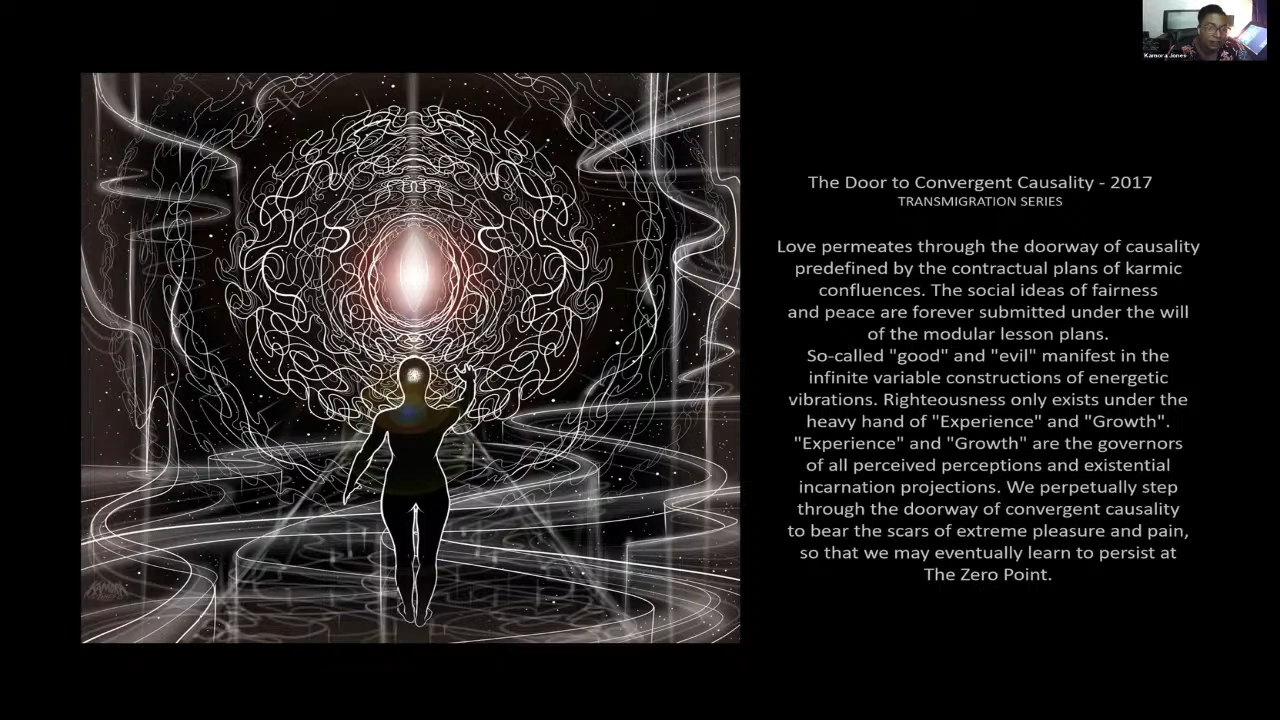 Kamora Jones
The Door to Convergent Causality - 2017
TRANSMIGRATION SERIES
Love permeates through the doorway of causality
predefined by the contractual plans of karmic
confluences. The social ideas of fairness
and peace are forever submitted under the will
of the modular lesson plans.
So-called "good" and "evil" manifest in the
infinite variable constructions of energetic
vibrations. Righteousness only exists under the
heavy hand of "Experience" and "Growth".
"Experience" and "Growth" are the governors
of all perceived perceptions and existential
incarnation projections. We perpetually step
through the doorway of convergent causality
to bear the scars of extreme pleasure and pain,
so that we may eventually learn to persist at
The Zero Point.